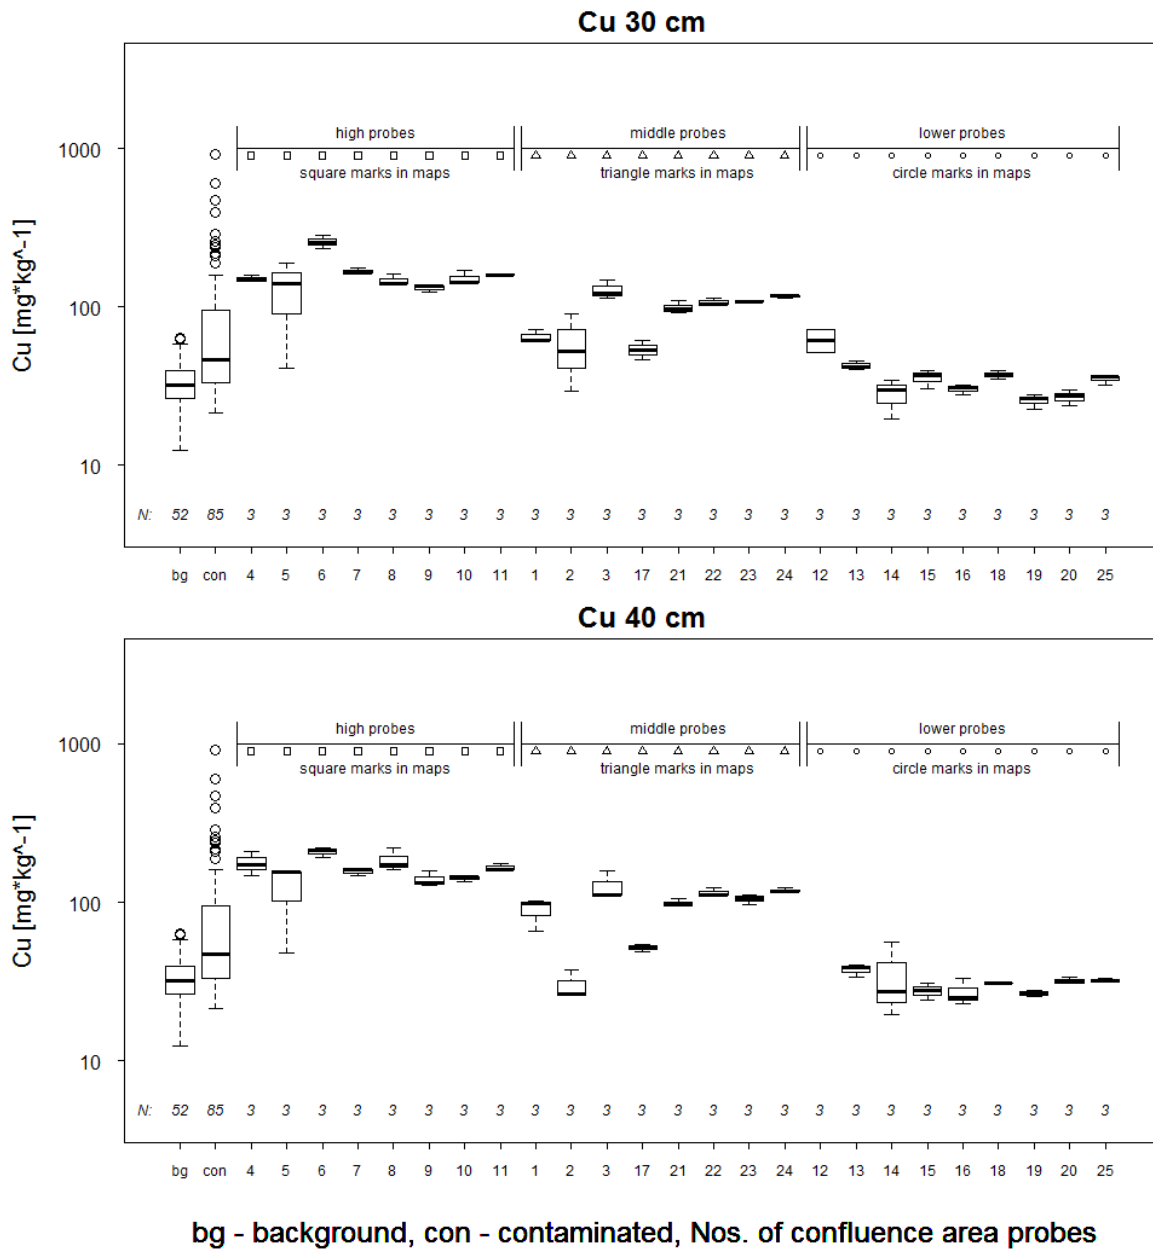 Cu 30 cm
Cu [mg*kg^-1]
1000
100
10
high probes
middle probes
lower probes
square marks in maps
triangle marks in maps
circle marks in maps
N: 52 85 3 3 3 3 3 3 3 3 3 3 3 3 3 3 3 3 3 3 3 3 3 3 3 3 3
bg con 4 5 6 7 8 9 10 11 1 2 3 17 21 22 23 24 12 13 14 15 16 18 19 20 25
Cu 40 cm
Cu [mg*kg^-1]
1000
100
10
high probes
middle probes
lower probes
square marks in maps
triangle marks in maps
circle marks in maps
N: 52 85 3 3 3 3 3 3 3 3 3 3 3 3 3 3 3 3 3 3 3 3 3 3 3 3 3
bg con 4 5 6 7 8 9 10 11 1 2 3 17 21 22 23 24 12 13 14 15 16 18 19 20 25
bg - background, con - contaminated, Nos. of confluence area probes